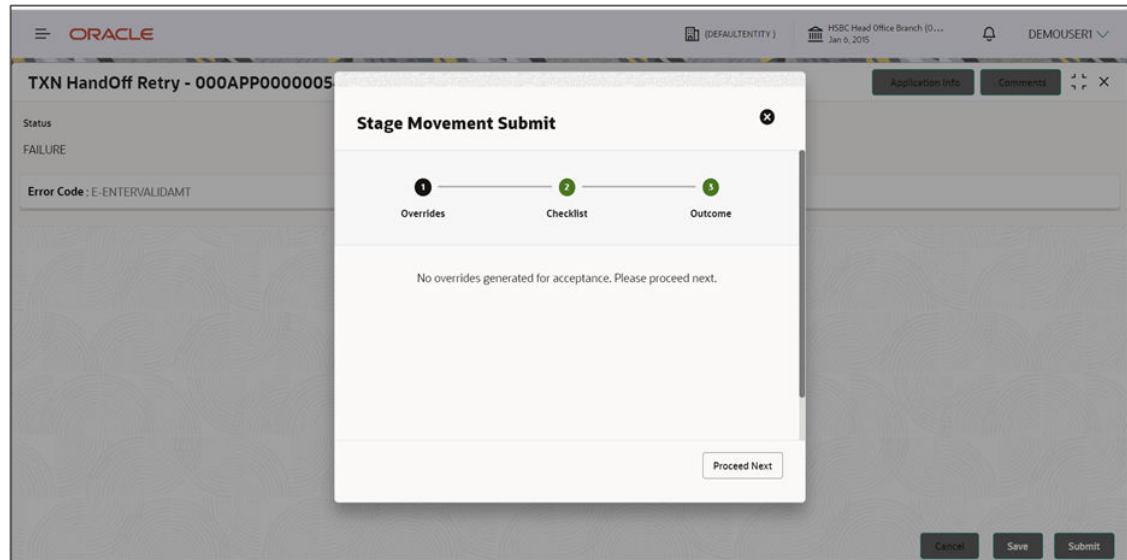 ORACLE
(DEFAULTENTITY )
HSBC Head Office Branch (0...
Jan 6, 2015
DEMOUSER1
TXN HandOff Retry - 000APP0000005
Application Info
Comments
Status
FAILURE
Error Code : E-ENTERVALIDAMT
Stage Movement Submit
1
2
3
Overrides
Checklist
Outcome
No overrides generated for acceptance. Please proceed next.
Proceed Next
Cancel
Save
Submit